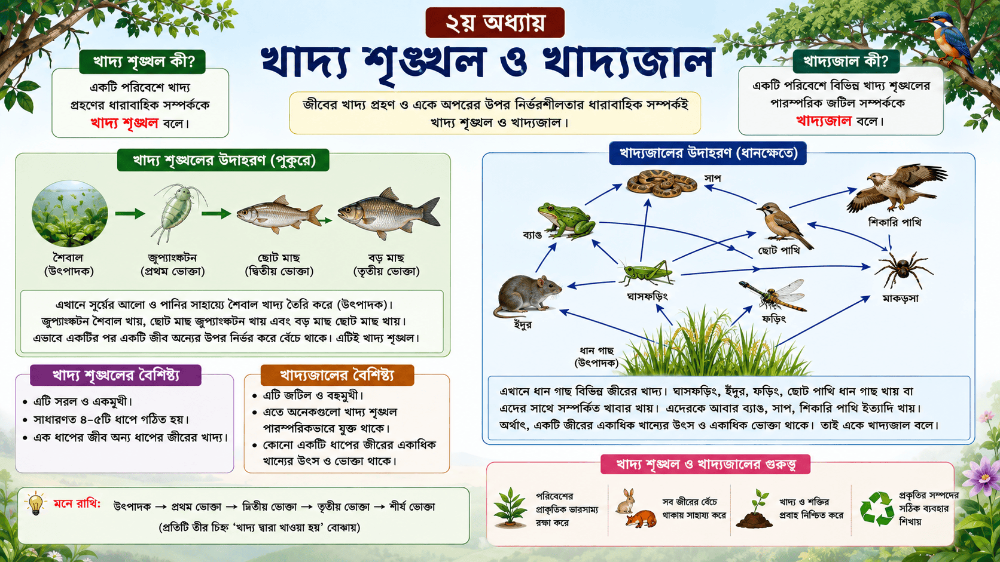 ২য় অধ্যায়
খাদ্য শৃঙ্খল ও খাদ্যজাল
জীবের খাদ্য গ্রহণ ও একে অপরের উপর নির্ভরশীলতার ধারাবাহিক সম্পর্কই
খাদ্য শৃঙ্খল ও খাদ্যজাল।
খাদ্য শৃঙ্খল কী?
একটি পরিবেশে খাদ্য
গ্রহণের ধারাবাহিক সম্পর্ককে
খাদ্য শৃঙ্খল বলে।
খাদ্যজাল কী?
একটি পরিবেশে বিভিন্ন খাদ্য শৃঙ্খলের
পারস্পরিক জটিল সম্পর্ককে
খাদ্যজাল বলে।
খাদ্য শৃঙ্খলের উদাহরণ (পুকুরে)
শৈবাল
(উৎপাদক)
জুপ্যাংকটন
(প্রথম ভোক্তা)
ছোট মাছ
(দ্বিতীয় ভোক্তা)
বড় মাছ
(তৃতীয় ভোক্তা)
এখানে সূর্যের আলো ও পানির সাহায্যে শৈবাল খাদ্য তৈরি করে (উৎপাদক)।
জুপ্যাংকটন শৈবাল খায়, ছোট মাছ জুপ্যাংকটন খায় এবং বড় মাছ ছোট মাছ খায়।
এভাবে একটির পর একটি জীব অন্যের উপর নির্ভর করে বেঁচে থাকে। এটিই খাদ্য শৃঙ্খল।
খাদ্যজালের উদাহরণ (ধানক্ষেতে)
সাপ
শিকারি পাখি
ব্যাঙ
ছোট পাখি
ঘাসফড়িং
মাকড়সা
ইঁদুর
ফড়িং
ধান গাছ
(উৎপাদক)
এখানে ধান গাছ বিভিন্ন জীরের খাদ্য। ঘাসফড়িং, ইঁদুর, ফড়িং, ছোট পাখি ধান গাছ খায় বা
এদের সাথে সম্পর্কিত খাবার খায়। এদেরকে আবার ব্যাঙ, সাপ, শিকারি পাখি ইত্যাদি খায়।
অর্থাৎ, একটি জীরের একাধিক খান্যের উৎস ও একাধিক ভোক্তা থাকে। তাই একে খাদ্যজাল বলে।
খাদ্য শৃঙ্খলের বৈশিষ্ট্য
• এটি সরল ও একমুখী।
• সাধারণত ৪–৫টি ধাপে গঠিত হয়।
• এক ধাপের জীব অন্য ধাপের জীরের খাদ্য।
খাদ্যজালের বৈশিষ্ট্য
• এটি জটিল ও বহুমুখী।
• এতে অনেকগুলো খাদ্য শৃঙ্খল
পারস্পরিকভাবে যুক্ত থাকে।
• কোনো একটি ধাপের জীরের একাধিক
খান্যের উৎস ও ভোক্তা থাকে।
মনে রাখি: উৎপাদক → প্রথম ভোক্তা → দ্বিতীয় ভোক্তা → তৃতীয় ভোক্তা → শীর্ষ ভোক্তা
(প্রতিটি তীর চিহ্ন ‘খাদ্য দ্বারা খাওয়া হয়’ বোঝায়)
খাদ্য শৃঙ্খল ও খাদ্যজালের গুরুত্ব
পরিবেশের
প্রাকৃতিক ভারসাম্য
রক্ষা করে
সব জীরের বেঁচে
থাকায় সাহায্য করে
খাদ্য ও শক্তির
প্রবাহ নিশ্চিত করে
প্রকৃতির সম্পদের
সঠিক ব্যবহার
শিখায়